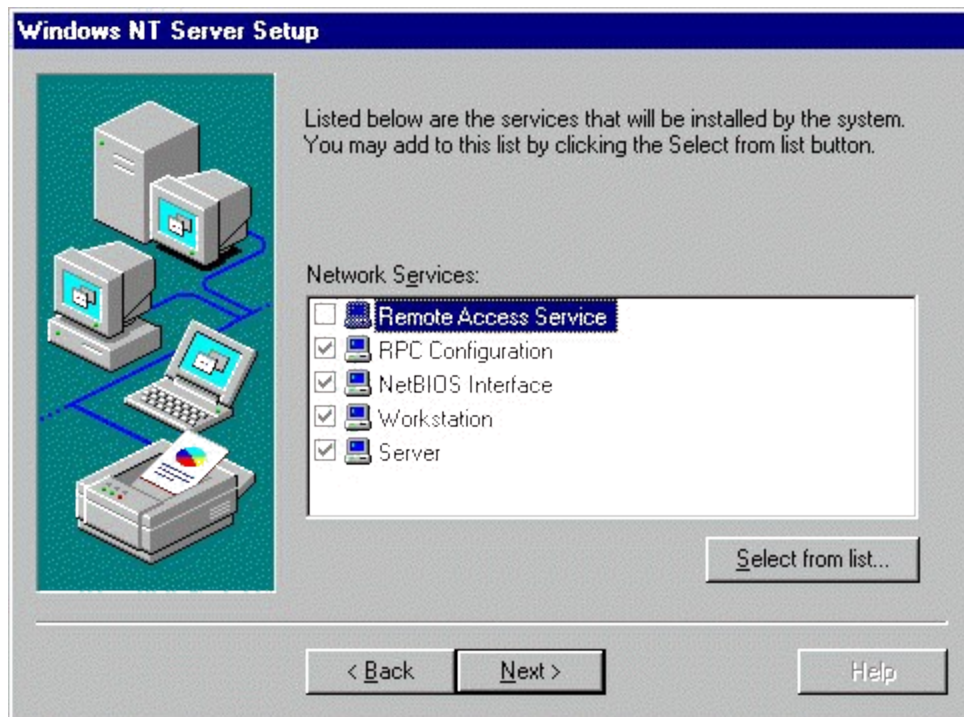 Windows NT Server Setup
Listed below are the services that will be installed by the system.
You may add to this list by clicking the Select from list button.
Network Services:
Remote Access Service
RPC Configuration
NetBIOS Interface
Workstation
Server
Select from list...
< Back
Next >
Help